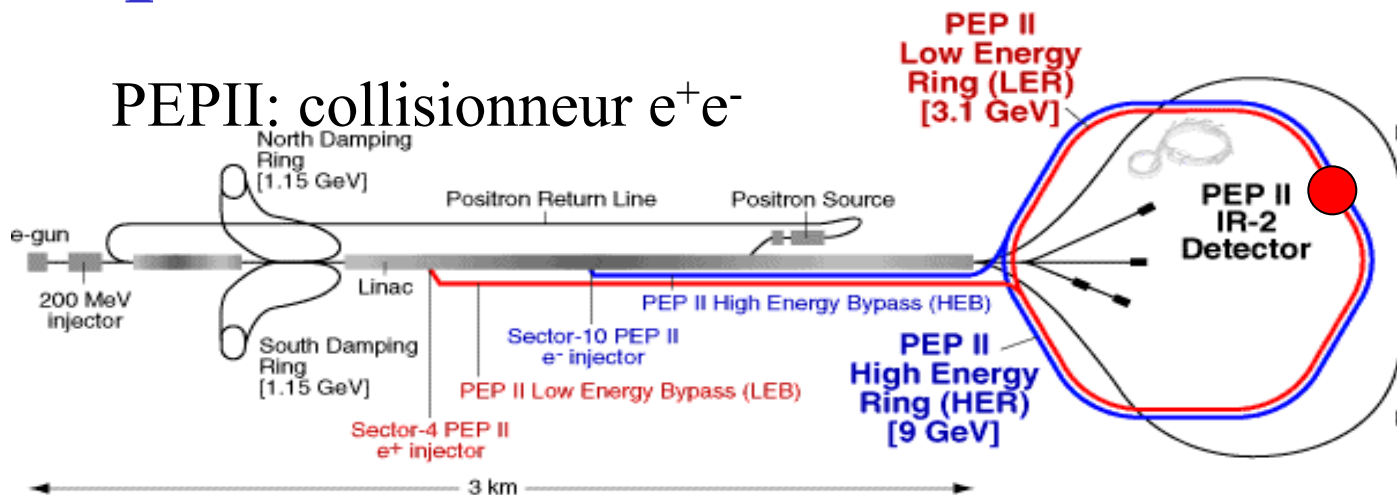 PEP II
Low Energy
Ring (LER)
[3.1 GeV]
PEPII: collisionneur e⁺e⁻
North Damping
Ring
[1.15 GeV]
Positron Return Line
Positron Source
PEP II
IR-2
Detector
e-gun
200 MeV
injector
Linac
PEP II High Energy Bypass (HEB)
Sector-10 PEP II
e⁻ injector
South Damping
Ring
[1.15 GeV]
PEP II
High Energy
Ring (HER)
[9 GeV]
PEP II Low Energy Bypass (LEB)
Sector-4 PEP II
e⁺ injector
3 km